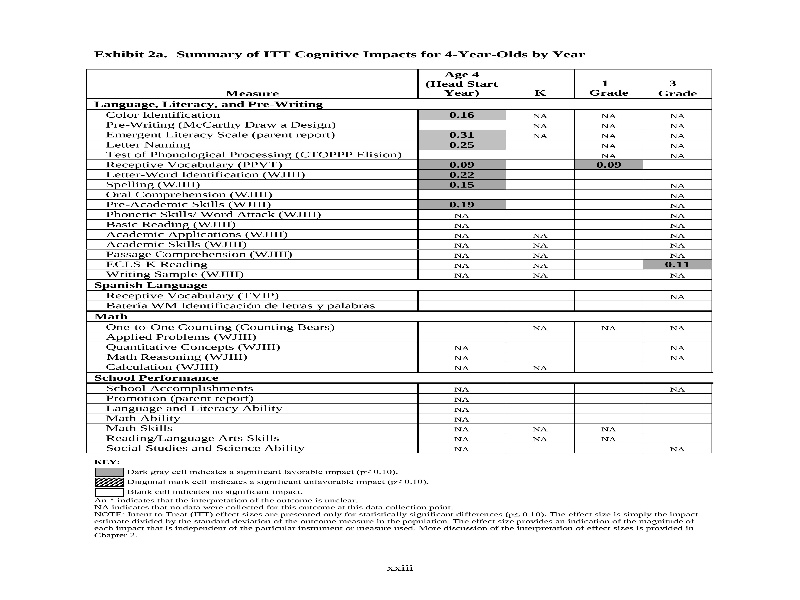 Exhibit 2a. Summary of ITT Cognitive Impacts for 4-Year-Olds by Year
Measure Age 4 (Head Start Year) K 1 Grade 3 Grade
Language, Literacy, and Pre-Writing
Color Identification 0.16 NA NA NA
Pre-Writing (McCarthy Draw a Design) NA NA NA
Emergent Literacy Scale (parent report) 0.31 NA NA NA
Letter Naming 0.25 NA NA
Test of Phonological Processing (CTOPPP Elision) NA NA
Receptive Vocabulary (PPVT) 0.09 0.09
Letter-Word Identification (WJIII) 0.22
Spelling (WJIII) 0.15 NA
Oral Comprehension (WJIII) NA
Pre-Academic Skills (WJIII) 0.19 NA
Phonetic Skills/ Word Attack (WJIII) NA NA
Basic Reading (WJIII) NA NA
Academic Applications (WJIII) NA NA NA
Academic Skills (WJIII) NA NA NA
Passage Comprehension (WJIII) NA NA NA
ECLS-K Reading NA NA 0.11
Writing Sample (WJIII) NA NA NA
Spanish Language
Receptive Vocabulary (TVIP) NA
Batería WM Identificación de letras y palabras
Math
One-to-One Counting (Counting Bears) NA NA NA
Applied Problems (WJIII)
Quantitative Concepts (WJIII) NA NA
Math Reasoning (WJIII) NA NA
Calculation (WJIII) NA NA
School Performance
School Accomplishments NA NA
Promotion (parent report) NA
Language and Literacy Ability NA
Math Ability NA
Math Skills NA NA NA
Reading/Language Arts Skills NA NA NA
Social Studies and Science Ability NA NA
KEY:
Dark gray cell indicates a significant favorable impact (p≤ 0.10).
Diagonal mark cell indicates a significant unfavorable impact (p≤ 0.10).
Blank cell indicates no significant impact.
An * indicates that the interpretation of the outcome is unclear.
NA indicates that no data were collected for this outcome at this data collection point
NOTE: Intent to Treat (ITT) effect sizes are presented only for statistically significant differences (p≤ 0.10). The effect size is simply the impact
estimate divided by the standard deviation of the outcome measure in the population. The effect size provides an indication of the magnitude of
each impact that is independent of the particular instrument or measure used. More discussion of the interpretation of effect sizes is provided in
Chapter 2.
xxiii